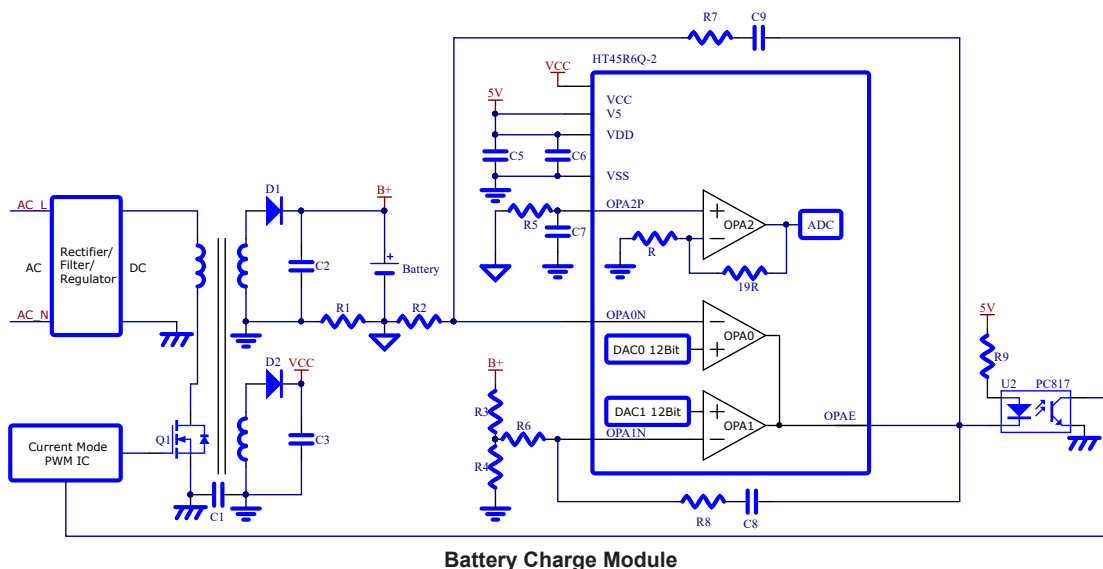 R7
C9
HT45R6Q-2
VCC
VCC
5V
V5
VDD
C5
C6
VSS
D1
B+
AC_L
OPA2P
R5
C7
OPA2
ADC
R
19R
Rectifier/
Filter/
Regulator
AC
DC
C2
+
Battery
AC_N
R1
R2
OPA0N
OPA0
DAC0 12Bit
5V
R9
D2
VCC
B+
DAC1 12Bit
U2
PC817
R3
R6
OPA1N
OPA1
OPAE
R4
Q1
C3
Current Mode
PWM IC
C1
R8
C8
Battery Charge Module